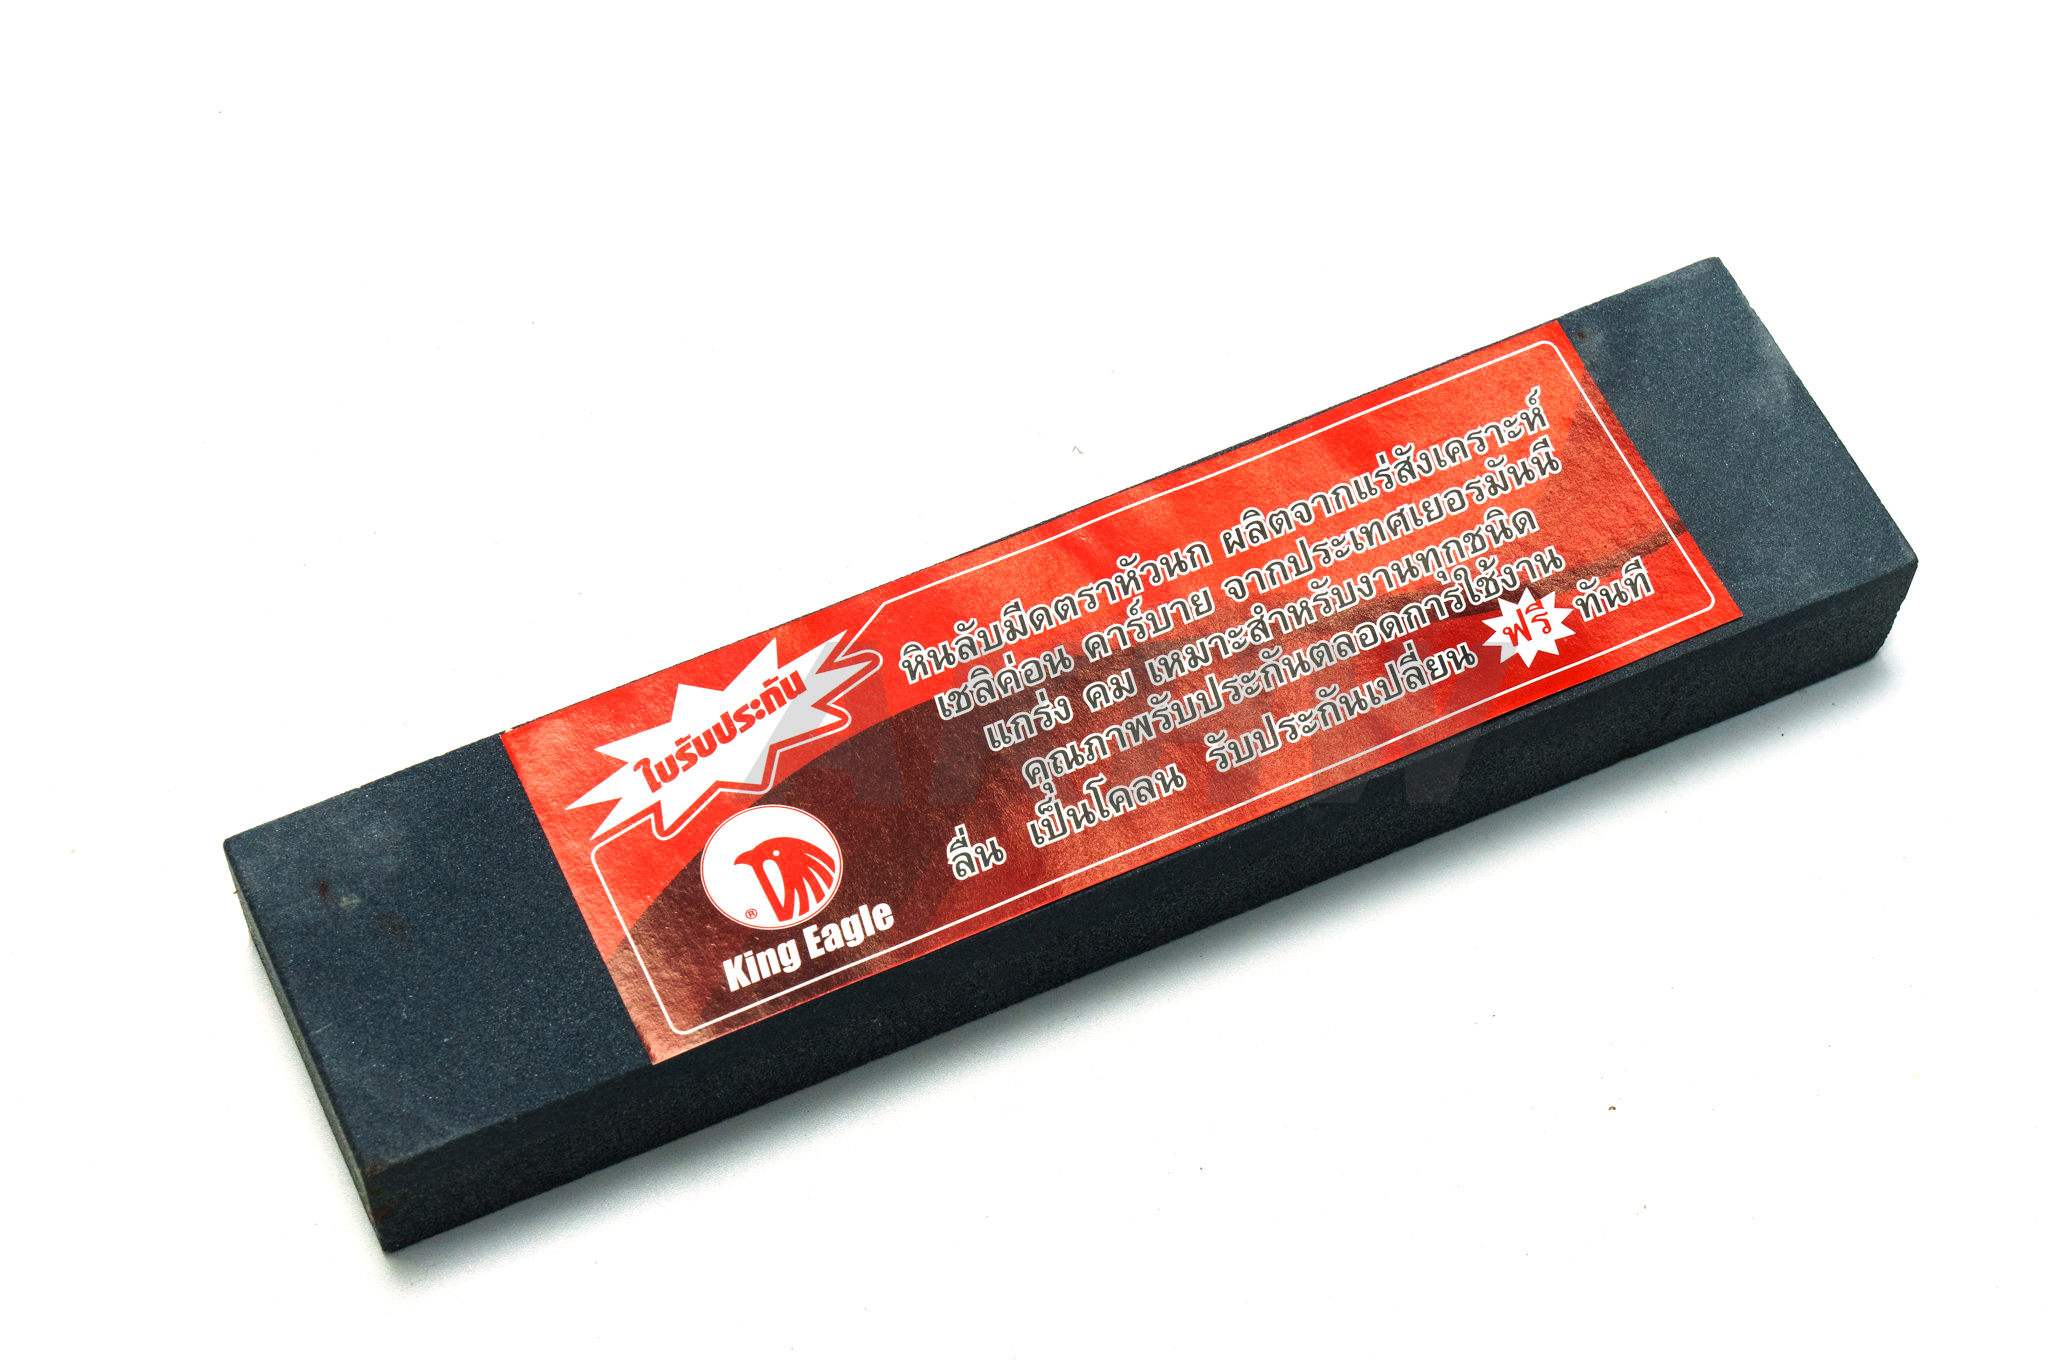 ใบรับประกัน
® 
King Eagle
หินลับมีดตราหัวนก ผลิตจากแร่สังเคราะห์
เซลิค่อน คาร์บาย จากประเทศเยอรมันนี
แกร่ง คม เหมาะสำหรับงานทุกชนิด
คุณภาพรับประกันตลอดการใช้งาน
ลื่น เป็นโคลน รับประกันเปลี่ยน ฟรี ทันที